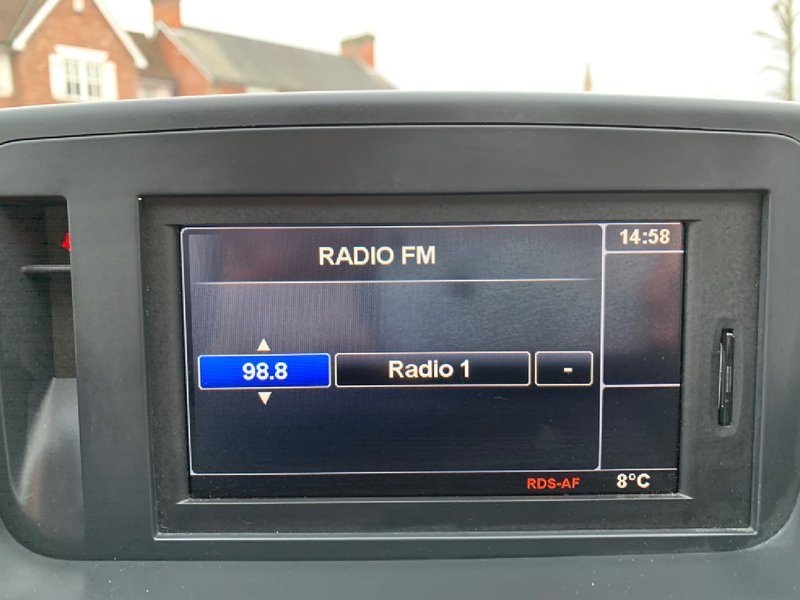 RADIO FM
14:58
98.8 Radio 1 -
RDS-AF 8°C